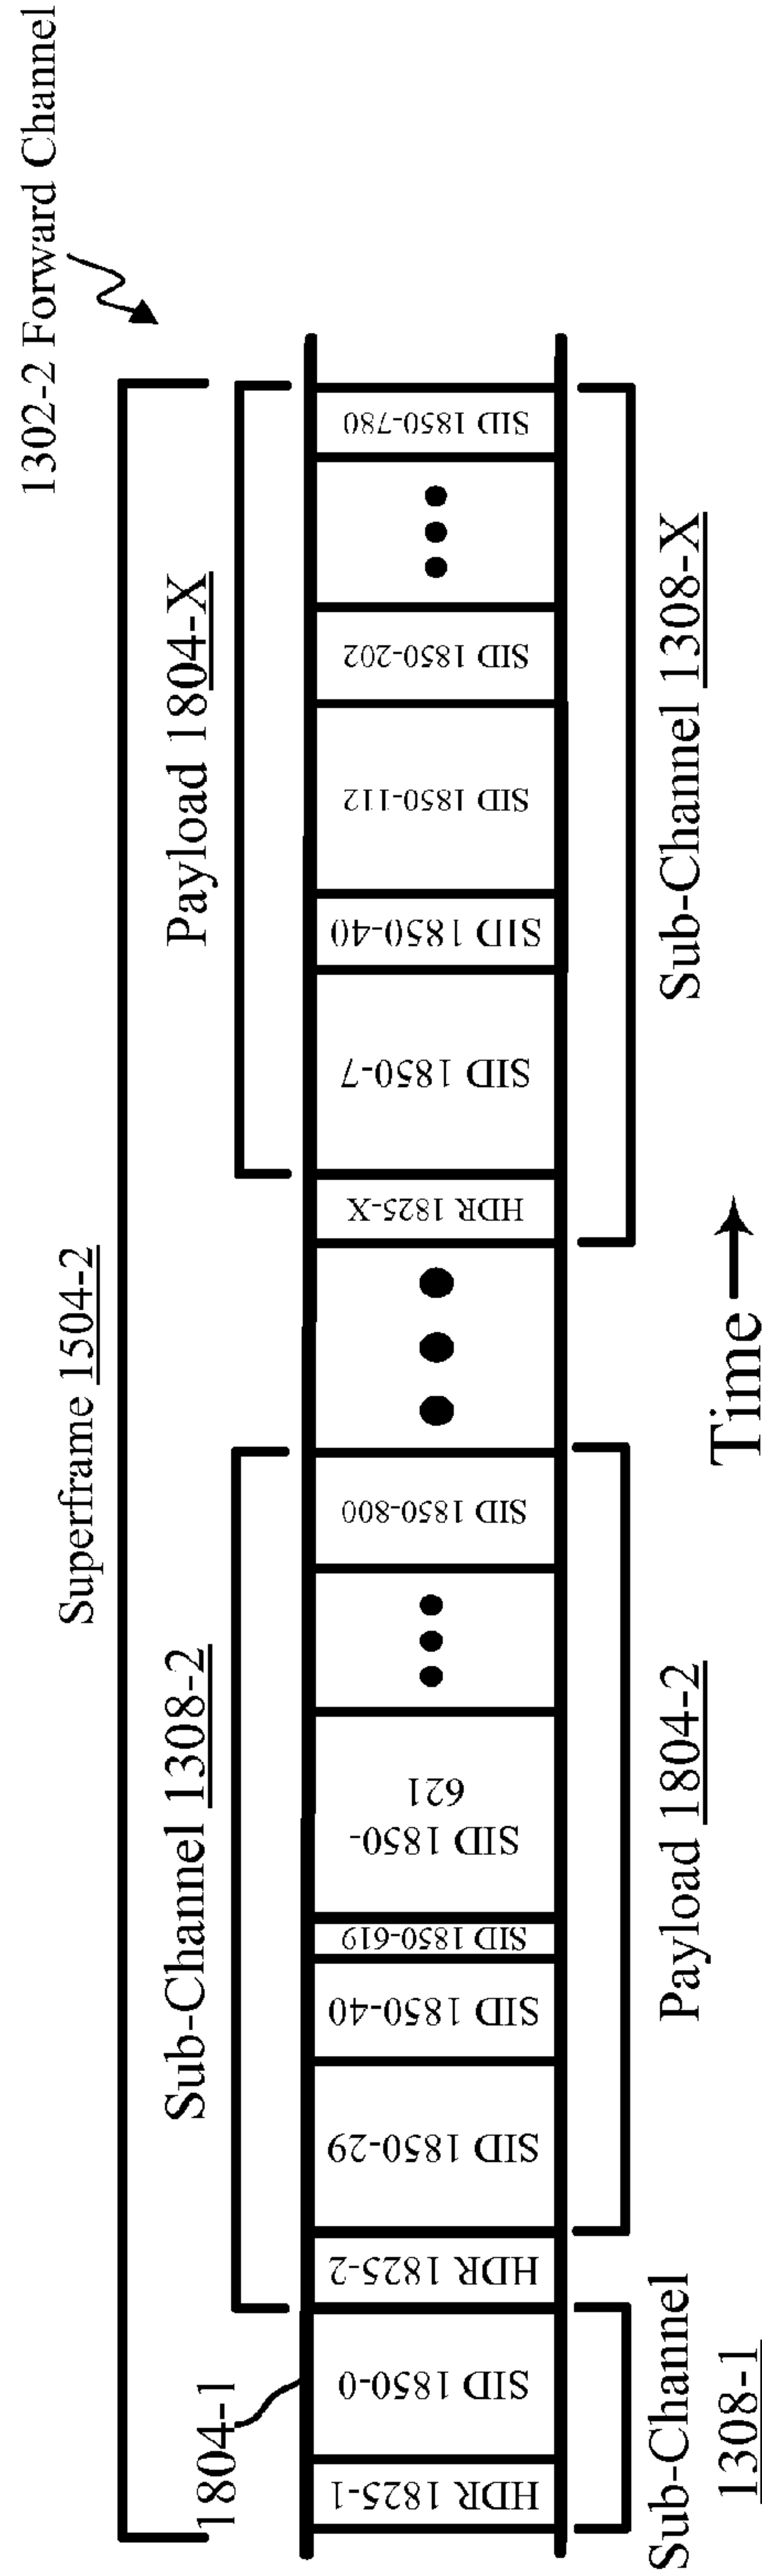 1302-2 Forward Channel
Superframe 1504-2
Sub-Channel 1308-2
Payload 1804-X
1804-1
HDR 1825-1
SID 1850-0
HDR 1825-2
SID 1850-29
SID 1850-40
SID 1850-619
SID 1850-
621
SID 1850-800
HDR 1825-X
SID 1850-7
SID 1850-40
SID 1850-112
SID 1850-202
SID 1850-780
Sub-Channel
1308-1
Payload 1804-2
Sub-Channel 1308-X
Time